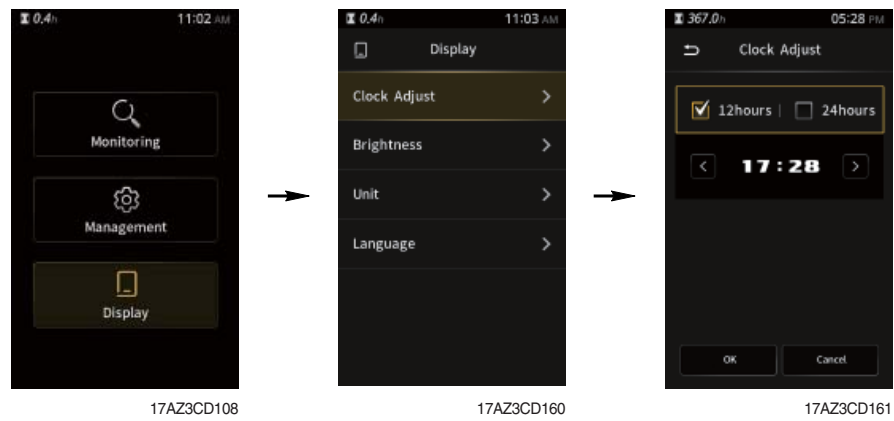 0.4h 11:02 AM
Monitoring
Management
Display
17AZ3CD108
0.4h 11:03 AM
Display
Clock Adjust >
Brightness >
Unit >
Language >
17AZ3CD160
367.0h 05:28 PM
Clock Adjust
12hours | 24hours
< 17:28 >
OK Cancel
17AZ3CD161